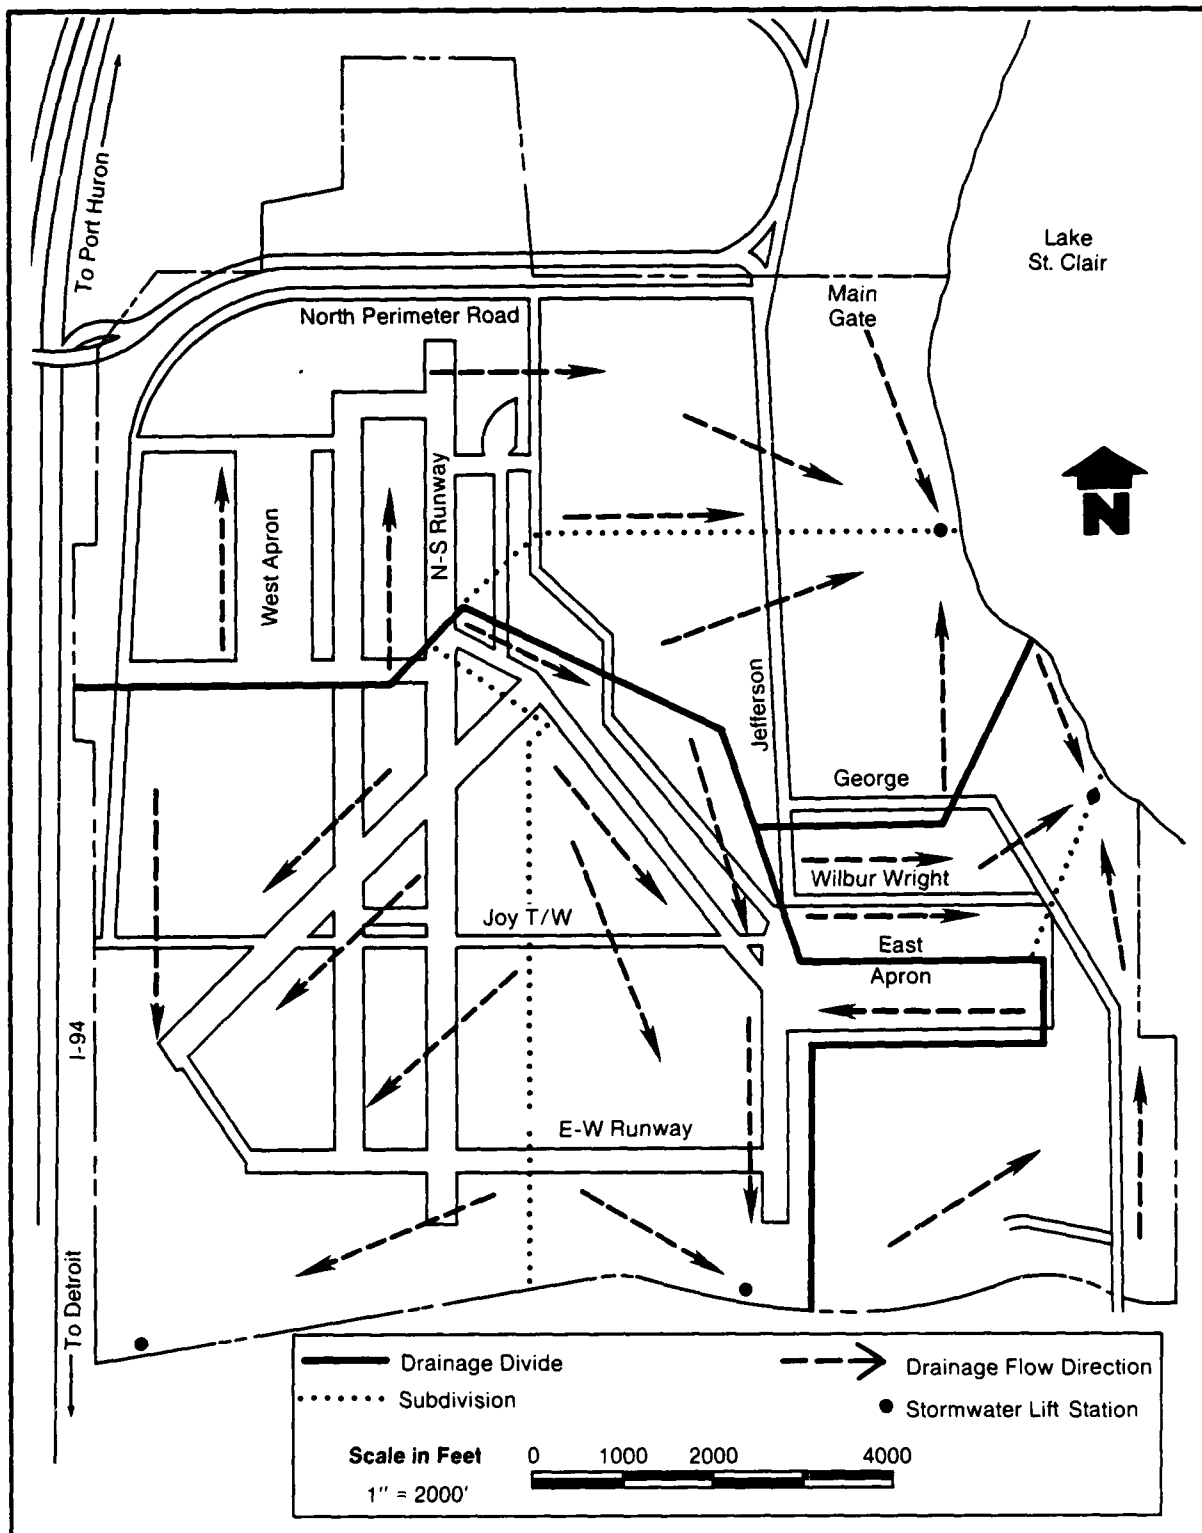 To Port Huron
Lake
St. Clair
Main
Gate
North Perimeter Road
N
N-S Runway
West Apron
Jefferson
George
Wilbur Wright
Joy T/W
East
Apron
I-94
E-W Runway
To Detroit
Drainage Divide
Drainage Flow Direction
Subdivision
Stormwater Lift Station
Scale in Feet 0 1000 2000 4000
1" = 2000'